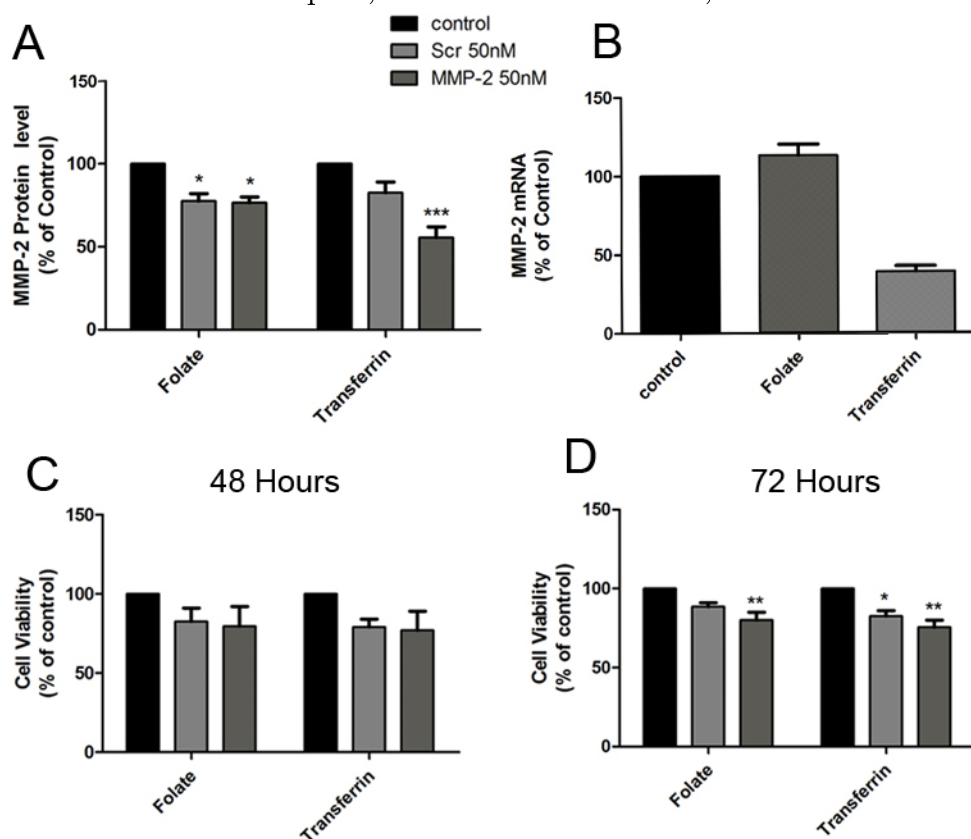 A
control
Scr 50nM
MMP-2 50nM
MMP-2 Protein level
(% of Control)
150
100
50
0
*
*
***
Folate
Transferrin
B
MMP-2 mRNA
(% of Control)
150
100
50
0
control
Folate
Transferrin
C
48 Hours
Cell Viability
(% of control)
150
100
50
0
Folate
Transferrin
D
72 Hours
Cell Viability
(% of control)
150
100
50
0
**
*
**
Folate
Transferrin